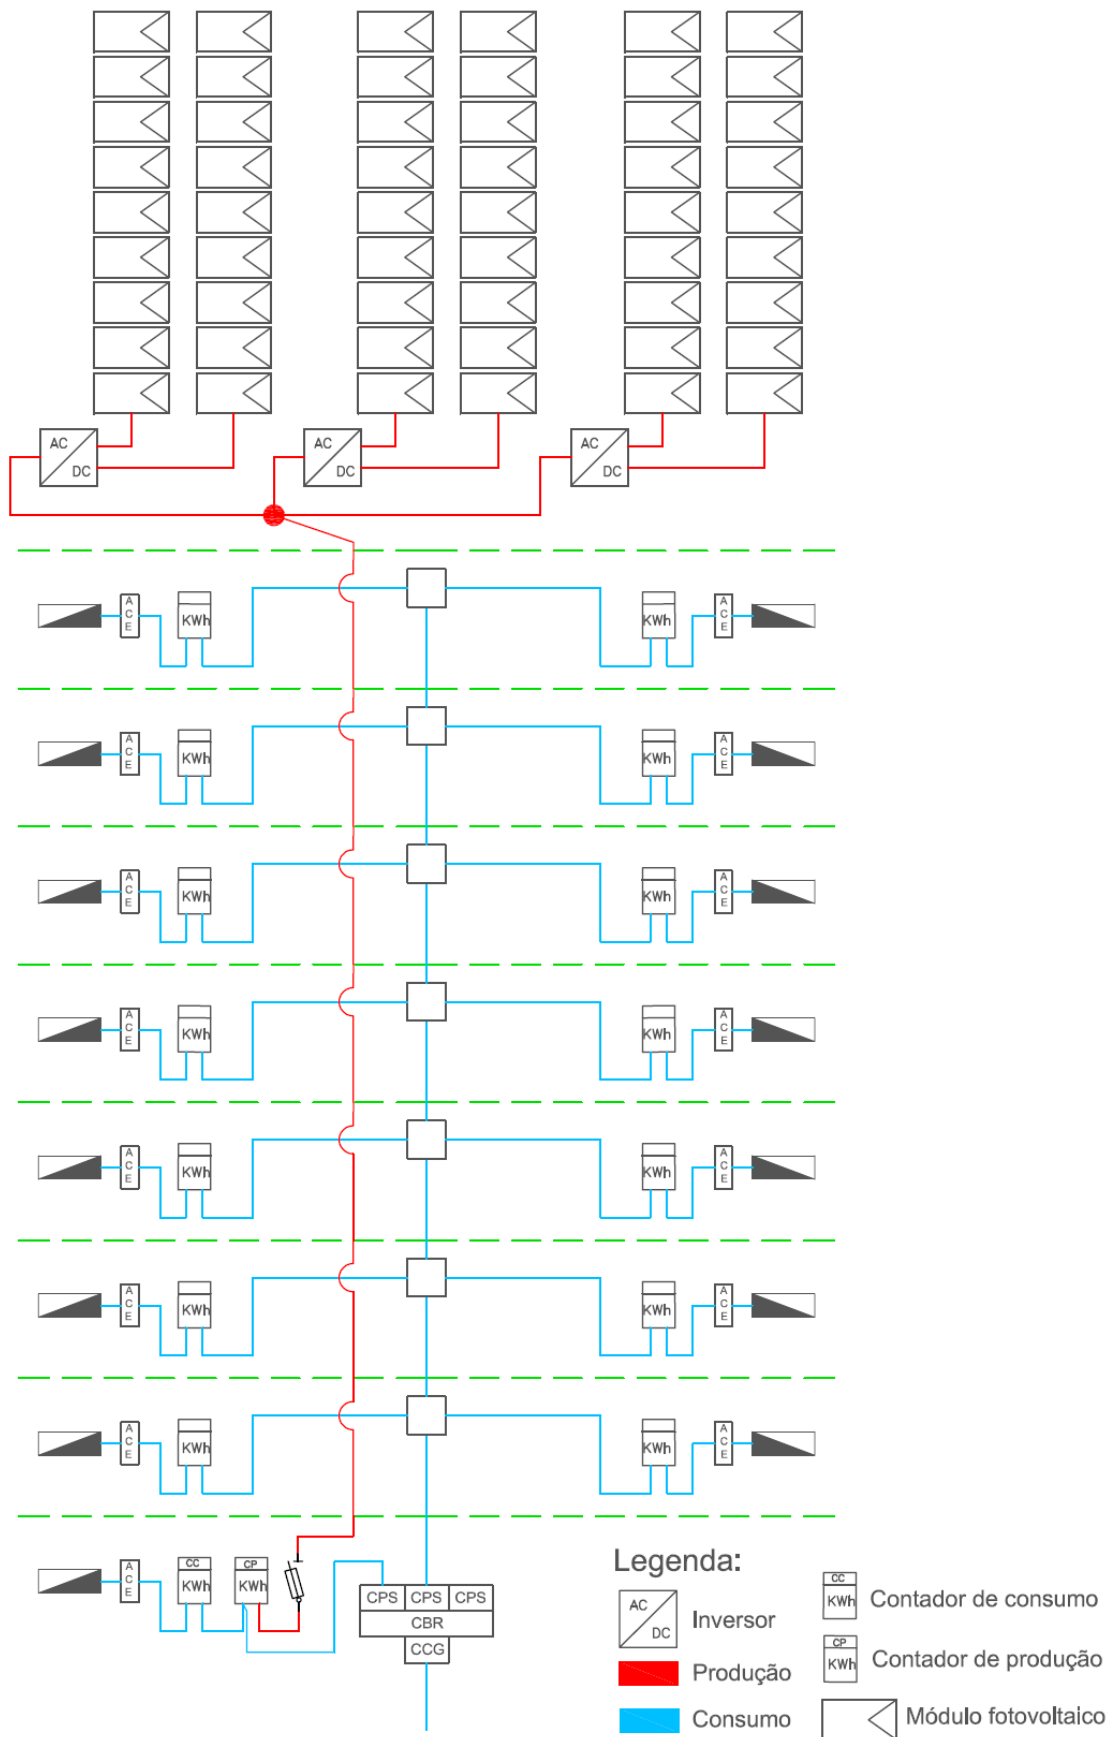 AC
DC
AC
DC
AC
DC
A
C
E
KWh
KWh
A
C
E
A
C
E
KWh
KWh
A
C
E
A
C
E
KWh
KWh
A
C
E
A
C
E
KWh
KWh
A
C
E
A
C
E
KWh
KWh
A
C
E
A
C
E
KWh
KWh
A
C
E
A
C
E
KWh
KWh
A
C
E
A
C
E
CC
KWh
CP
KWh
CPS CPS CPS
CBR
CCG
Legenda:
AC
DC
Inversor
Produção
Consumo
CC
KWh
Contador de consumo
CP
KWh
Contador de produção
Módulo fotovoltaico